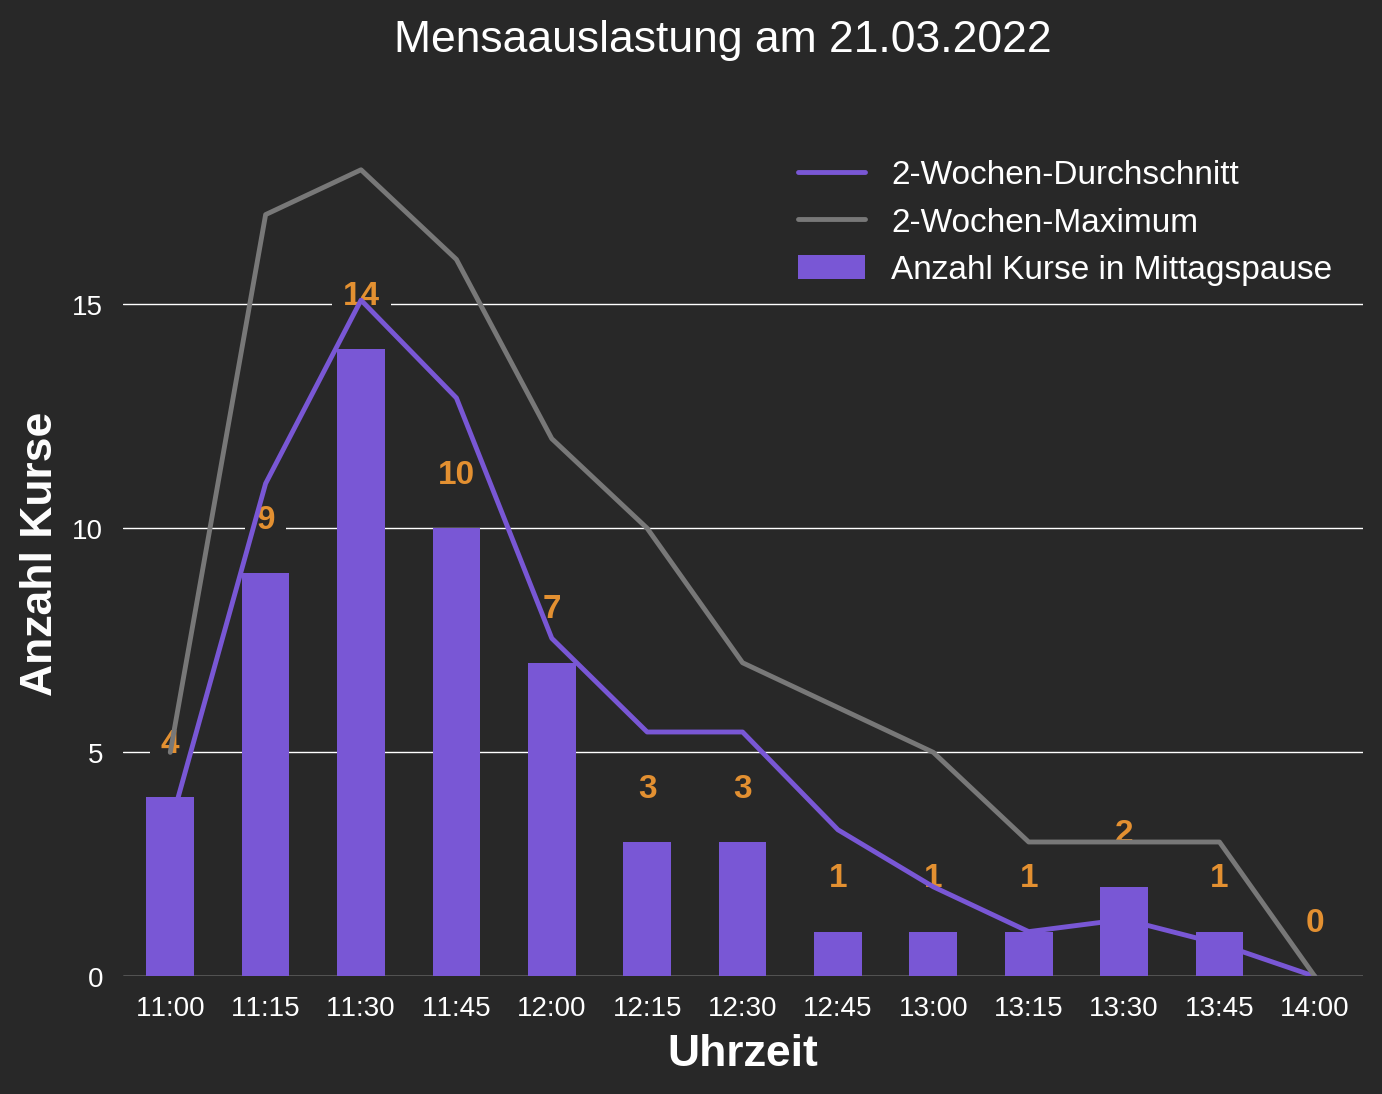 Mensaauslastung am 21.03.2022
2-Wochen-Durchschnitt
2-Wochen-Maximum
Anzahl Kurse in Mittagspause
Anzahl Kurse
15
10
5
0
4
9
14
10
7
3
3
1
1
1
2
1
0
11:00 11:15 11:30 11:45 12:00 12:15 12:30 12:45 13:00 13:15 13:30 13:45 14:00
Uhrzeit